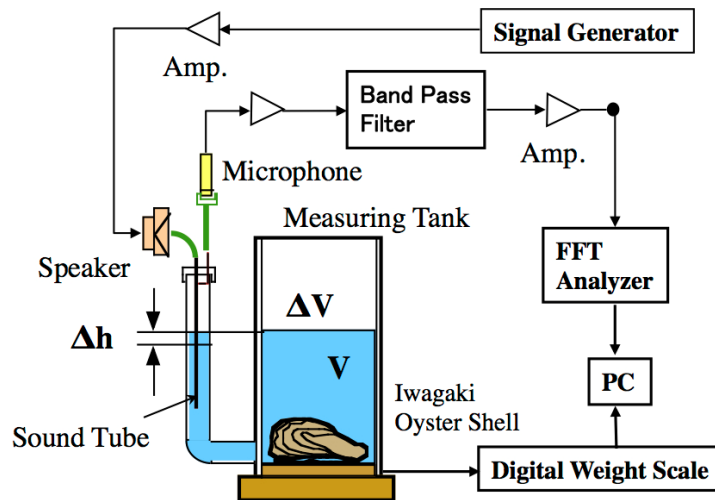 Signal Generator
Amp.
Band Pass
Filter
Amp.
Microphone
Measuring Tank
Speaker
FFT
Analyzer
ΔV
Δh
V
PC
Iwagaki
Oyster Shell
Sound Tube
Digital Weight Scale